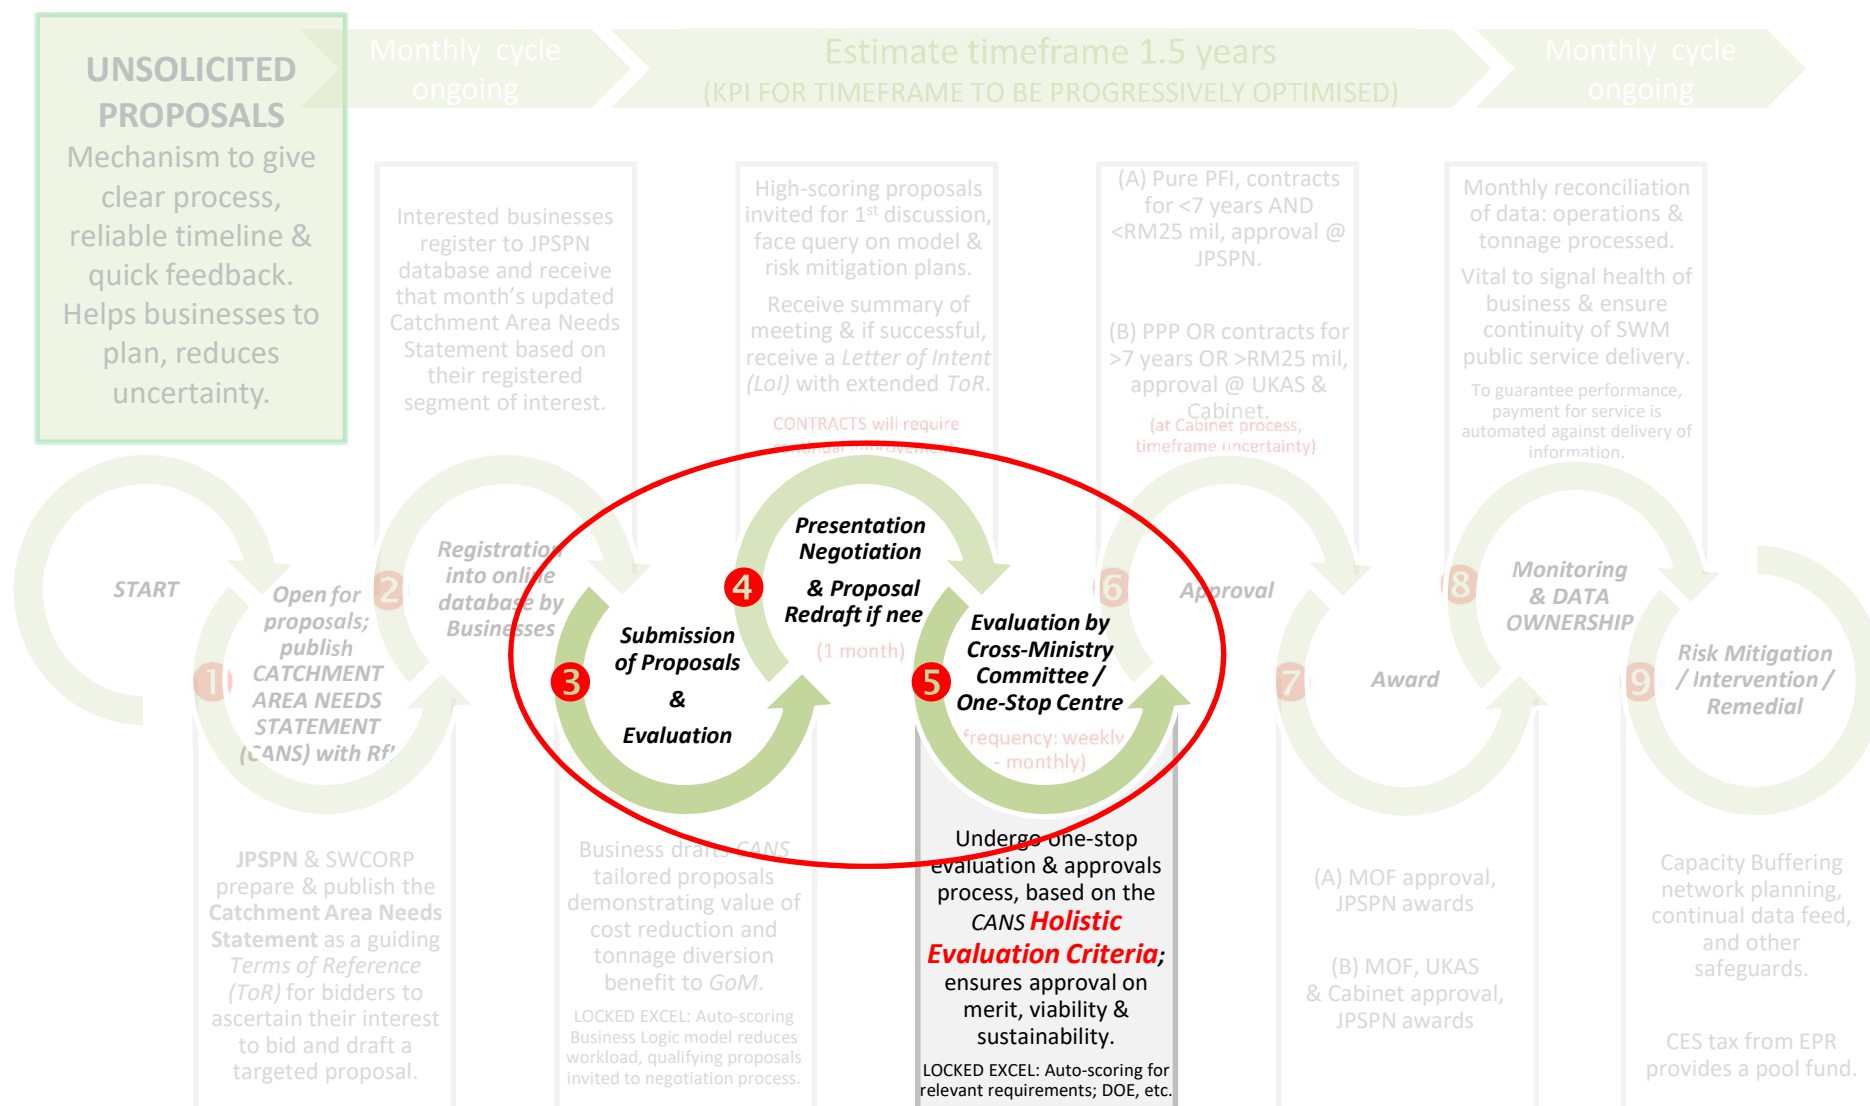 UNSOLICITED
PROPOSALS
Mechanism to give
clear process,
reliable timeline &
quick feedback.
Helps businesses to
plan, reduces
uncertainty.
Monthly cycle
ongoing
Estimate timeframe 1.5 years
(KPI FOR TIMEFRAME TO BE PROGRESSIVELY OPTIMISED)
Monthly cycle
ongoing
Interested businesses
register to JPSPN
database and receive
that month's updated
Catchment Area Needs
Statement based on
their registered
segment of interest.
High-scoring proposals
invited for 1st discussion,
face query on model &
risk mitigation plans.
Receive summary of
meeting & if successful,
receive a Letter of Intent
(LoI) with extended ToR.
CONTRACTS will require
continual improvement
(A) Pure PFI, contracts
for <7 years AND
<RM25 mil, approval @
JPSPN.
(B) PPP OR contracts for
>7 years OR >RM25 mil,
approval @ UKAS &
Cabinet.
(at Cabinet process,
timeframe uncertainty)
Monthly reconciliation
of data: operations &
tonnage processed.
Vital to signal health of
business & ensure
continuity of SWM
public service delivery.
To guarantee performance,
payment for service is
automated against delivery of
information.
START
1
Open for
proposals;
publish
CATCHMENT
AREA NEEDS
STATEMENT
(CANS) with RfI
2
Registration
into online
database by
Businesses
3
Submission
of Proposals
&
Evaluation
4
Presentation
Negotiation
& Proposal
Redraft if nee
(1 month)
5
Evaluation by
Cross-Ministry
Committee /
One-Stop Centre
frequency: weekly
- monthly)
6
Approval
7
Award
8
Monitoring
& DATA
OWNERSHIP
9
Risk Mitigation
/ Intervention /
Remedial
JPSPN & SWCORP
prepare & publish the
Catchment Area Needs
Statement as a guiding
Terms of Reference
(ToR) for bidders to
ascertain their interest
to bid and draft a
targeted proposal.
Business drafts CANS
tailored proposals
demonstrating value of
cost reduction and
tonnage diversion
benefit to GoM.
LOCKED EXCEL: Auto-scoring
Business Logic model reduces
workload, qualifying proposals
invited to negotiation process.
Undergo one-stop
evaluation & approvals
process, based on the
CANS Holistic
Evaluation Criteria;
ensures approval on
merit, viability &
sustainability.
LOCKED EXCEL: Auto-scoring for
relevant requirements; DOE, etc.
(A) MOF approval,
JPSPN awards
(B) MOF, UKAS
& Cabinet approval,
JPSPN awards
Capacity Buffering
network planning,
continual data feed,
and other
safeguards.
CES tax from EPR
provides a pool fund.